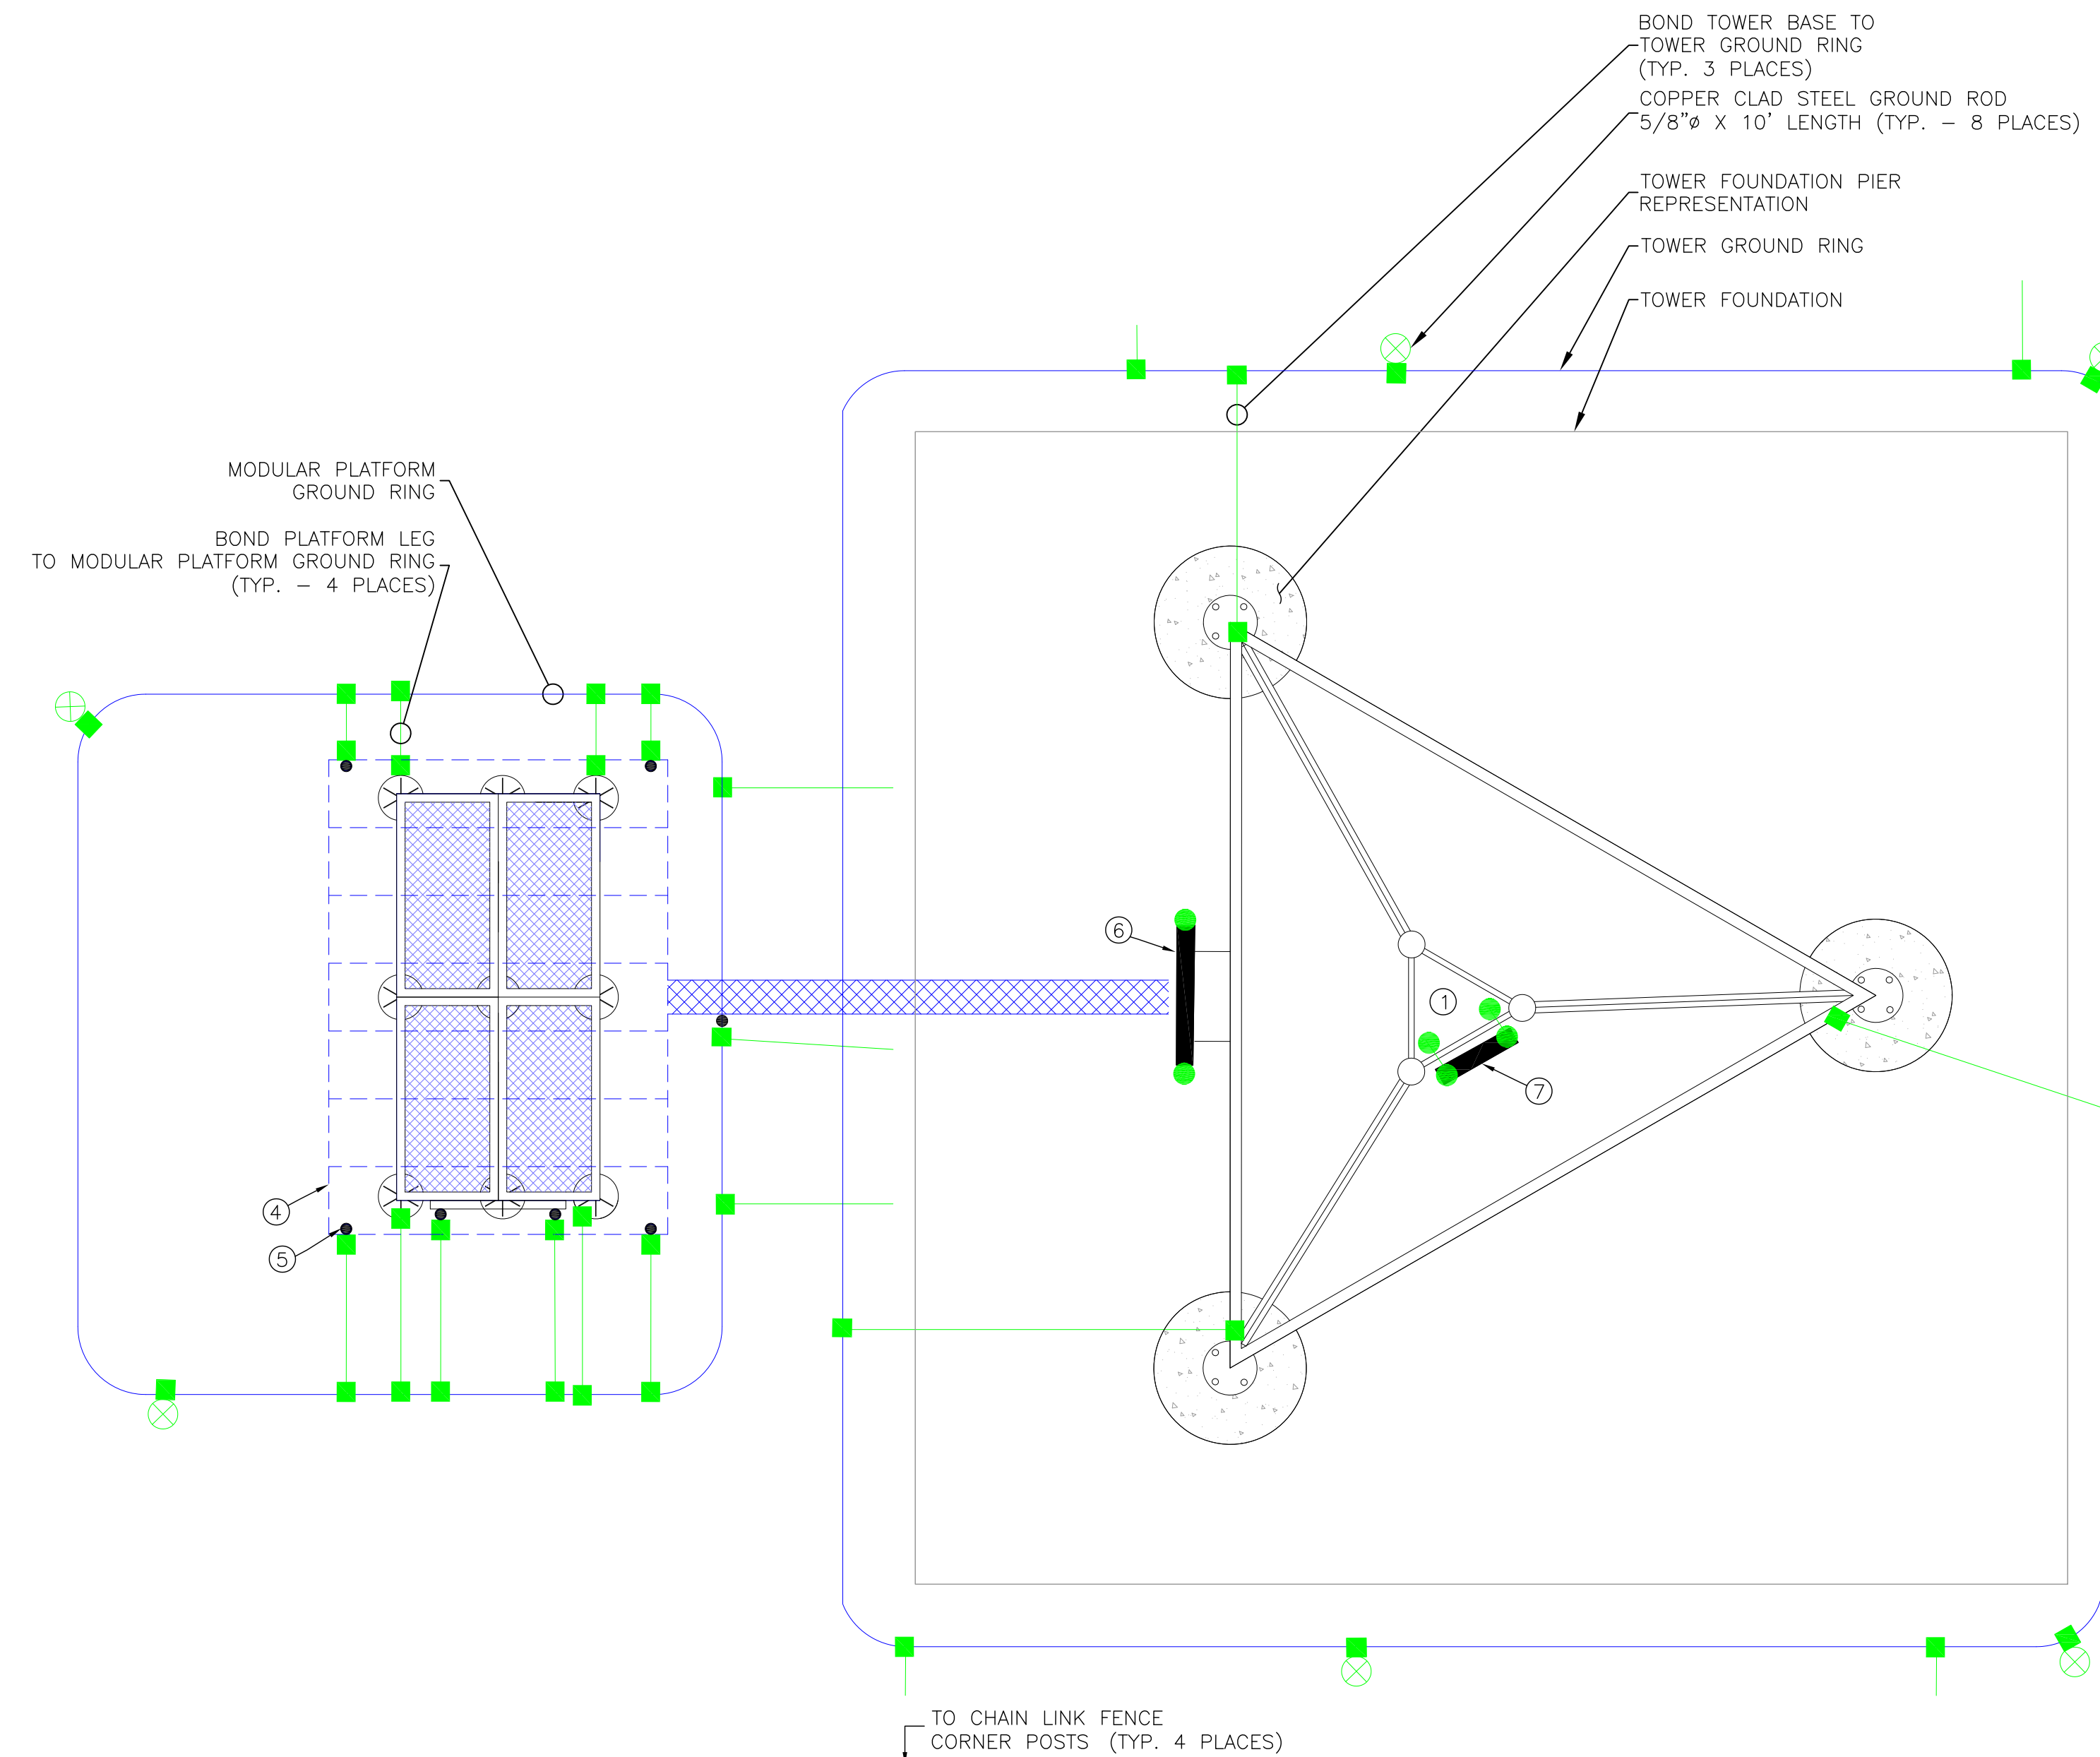 BOND TOWER BASE TO
TOWER GROUND RING
(TYP. 3 PLACES)
COPPER CLAD STEEL GROUND ROD
5/8"ø X 10' LENGTH (TYP. – 8 PLACES)
TOWER FOUNDATION PIER
REPRESENTATION
TOWER GROUND RING
TOWER FOUNDATION
MODULAR PLATFORM
GROUND RING
BOND PLATFORM LEG
TO MODULAR PLATFORM GROUND RING
(TYP. – 4 PLACES)
6
1
7
4
5
TO CHAIN LINK FENCE
CORNER POSTS (TYP. 4 PLACES)